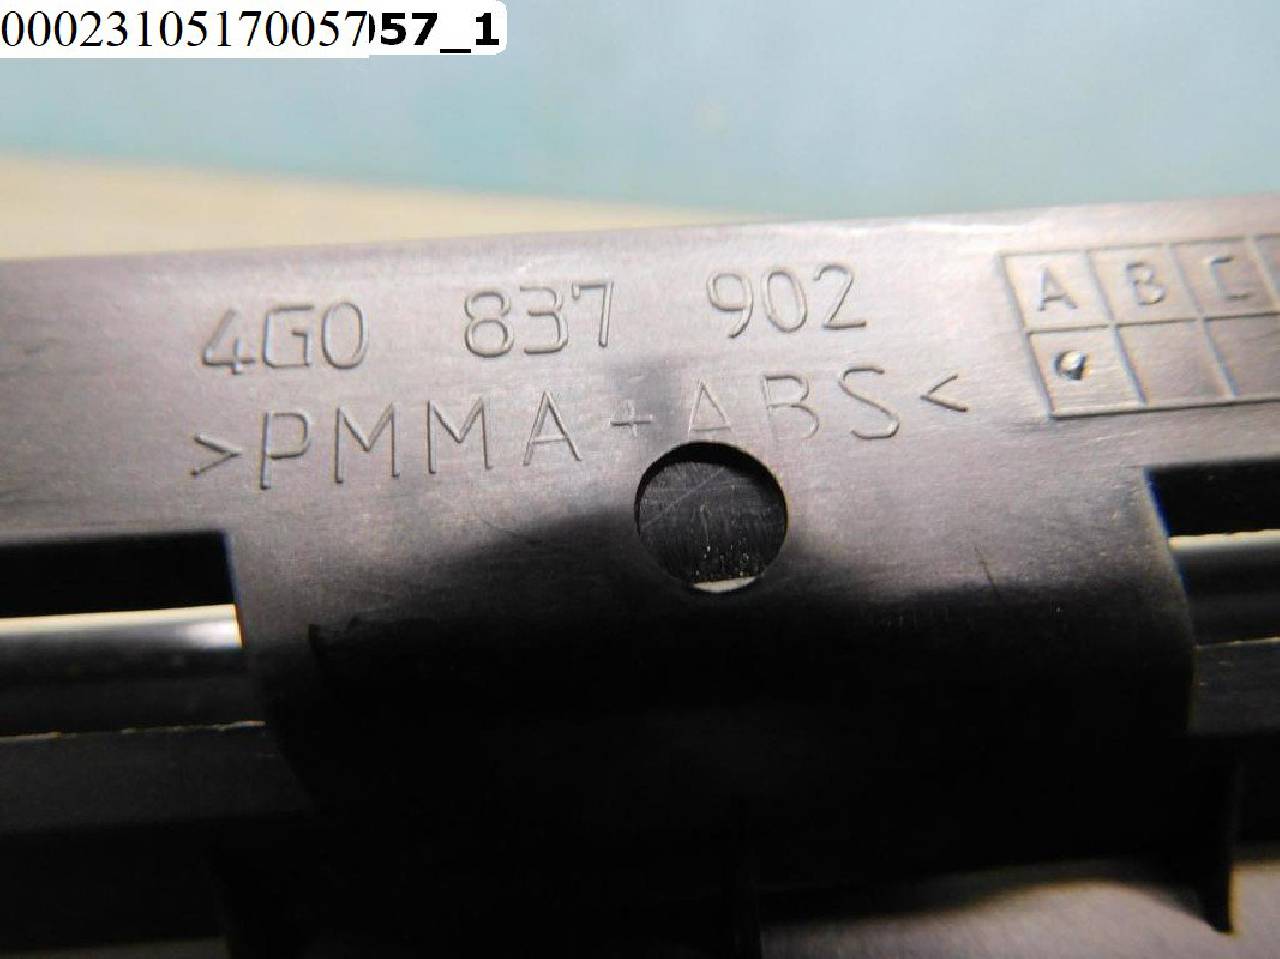 00023105170057057_1
4G0 837 902
>PMMA+ABS<
A B C